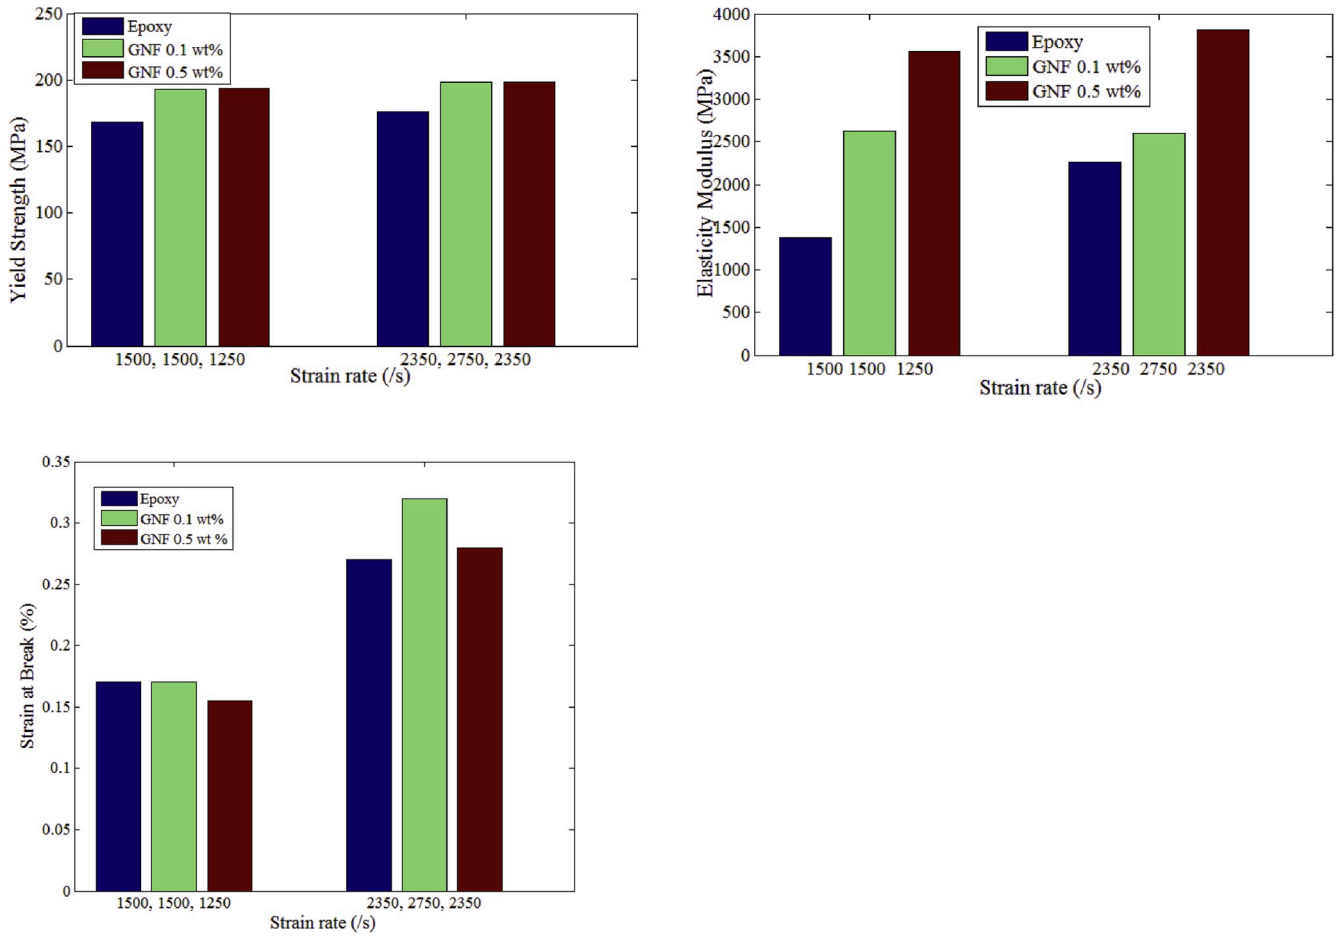 250
200
150
100
50
0
Yield Strength (MPa)
Epoxy
GNF 0.1 wt%
GNF 0.5 wt%
1500, 1500, 1250
2350, 2750, 2350
Strain rate (/s)
4000
3500
3000
2500
2000
1500
1000
500
0
Elasticity Modulus (MPa)
Epoxy
GNF 0.1 wt%
GNF 0.5 wt%
1500 1500 1250
2350 2750 2350
Strain rate (/s)
0.35
0.3
0.25
0.2
0.15
0.1
0.05
0
Strain at Break (%)
Epoxy
GNF 0.1 wt%
GNF 0.5 wt %
1500, 1500, 1250
2350, 2750, 2350
Strain rate (/s)